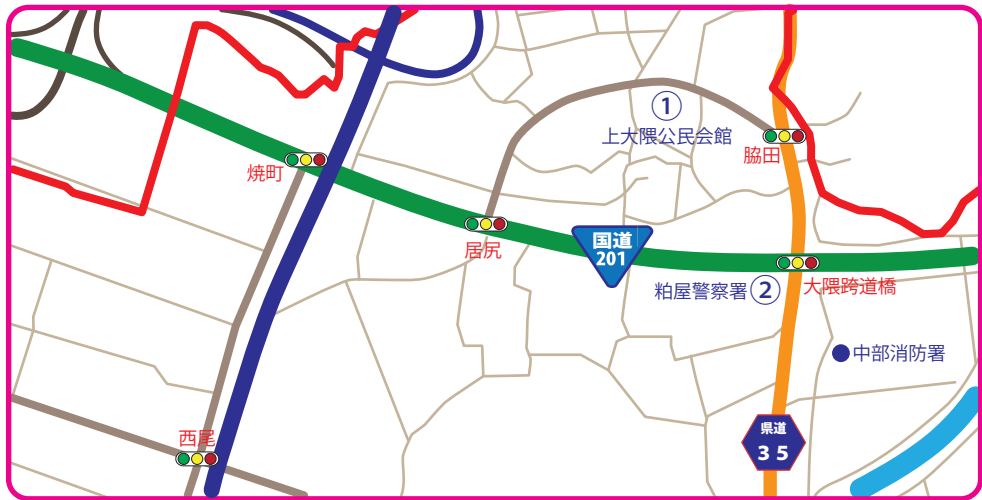 ①
上大隈公民会館
脇田
焼町
居尻
国道
201
粕屋警察署②
大隈跨道橋
中部消防署
県道
35
西尾